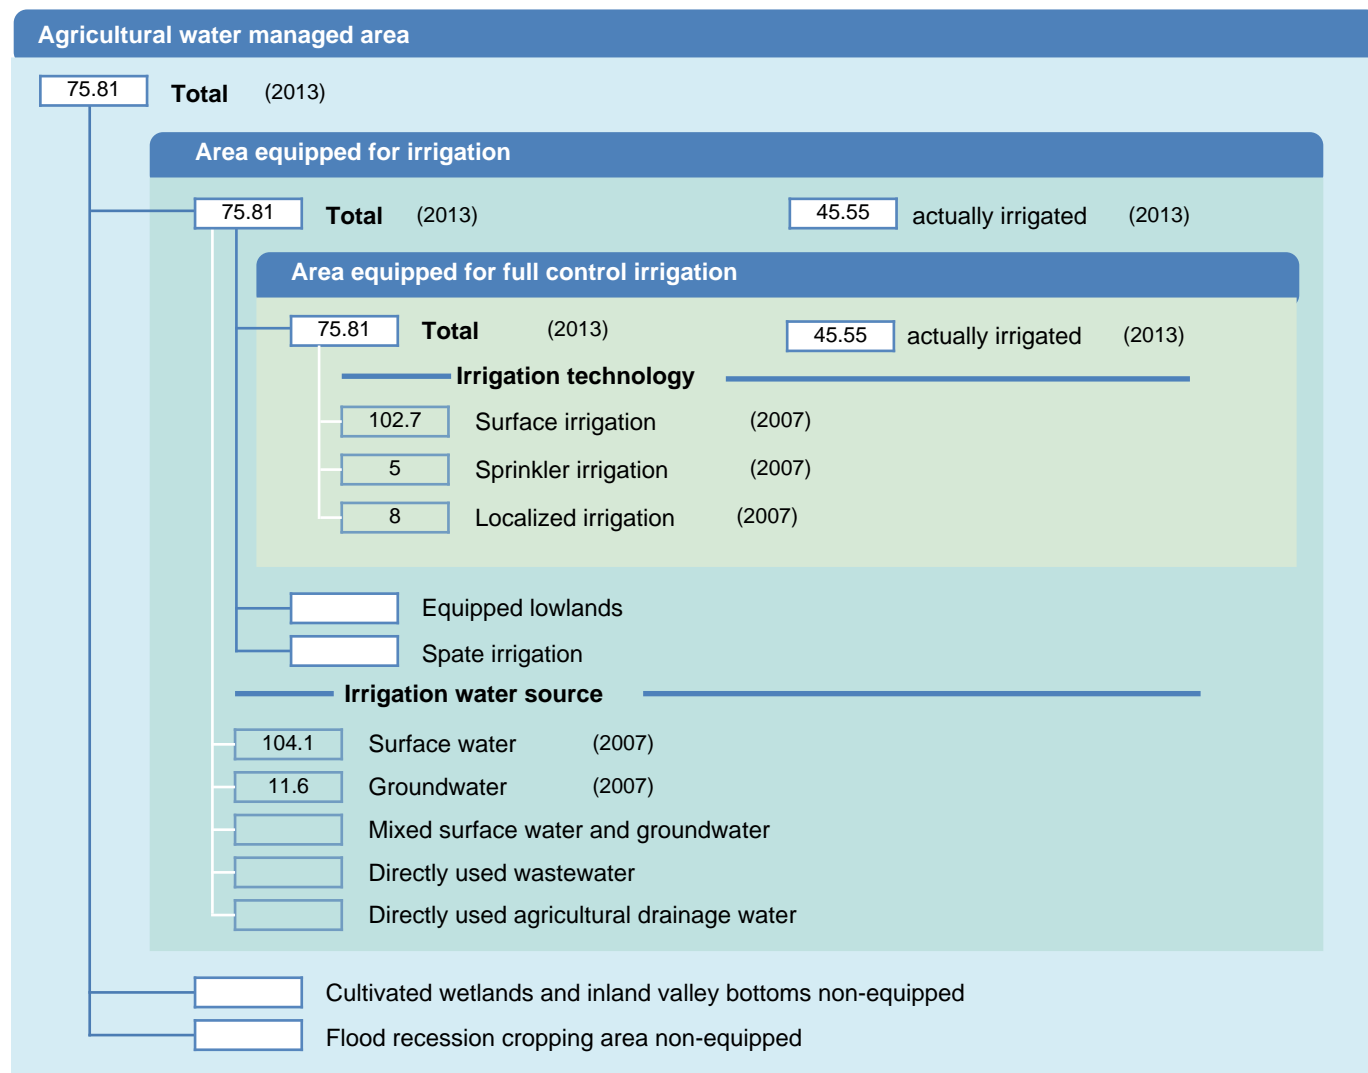 Agricultural water managed area
75.81 Total (2013)
Area equipped for irrigation
75.81 Total (2013) 45.55 actually irrigated (2013)
Area equipped for full control irrigation
75.81 Total (2013) 45.55 actually irrigated (2013)
Irrigation technology
102.7 Surface irrigation (2007)
5 Sprinkler irrigation (2007)
8 Localized irrigation (2007)
Equipped lowlands
Spate irrigation
Irrigation water source
104.1 Surface water (2007)
11.6 Groundwater (2007)
Mixed surface water and groundwater
Directly used wastewater
Directly used agricultural drainage water
Cultivated wetlands and inland valley bottoms non-equipped
Flood recession cropping area non-equipped